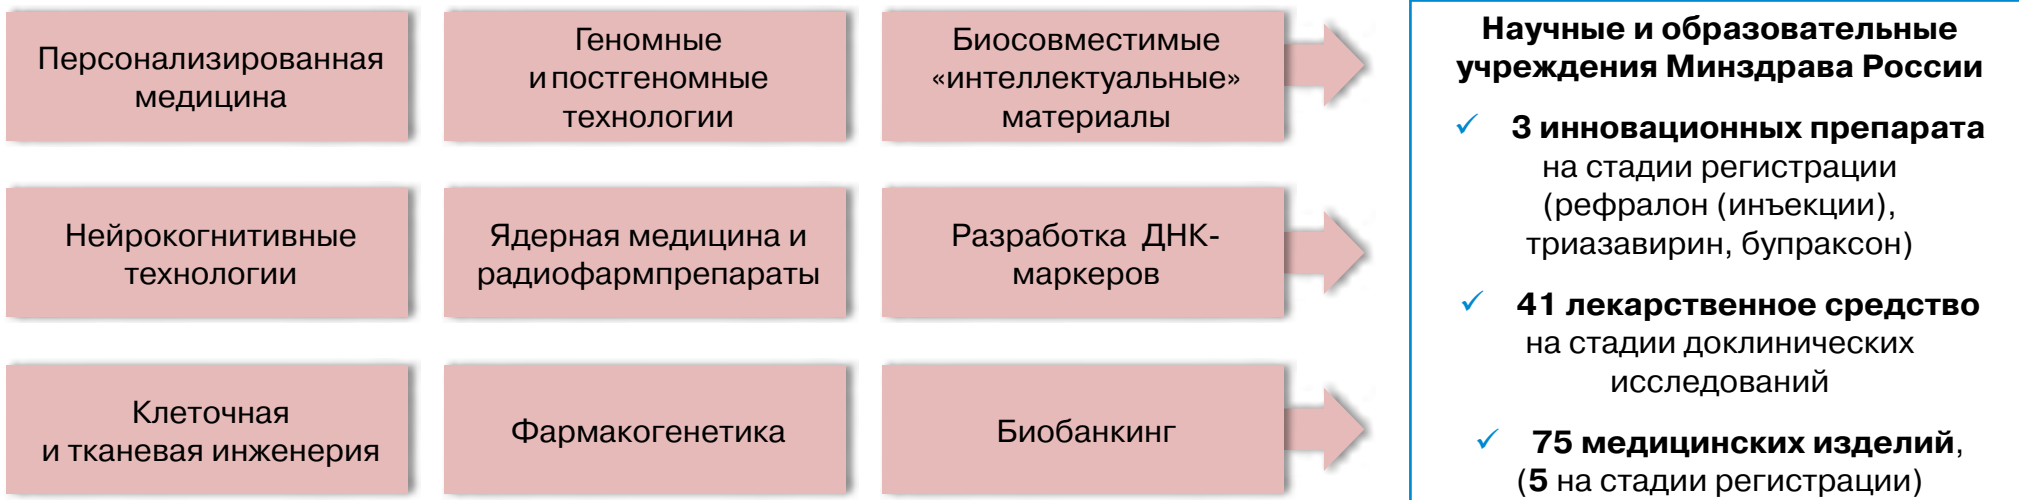 Персонализированная
медицина
Геномные
и постгеномные
технологии
Биосовместимые
«интеллектуальные»
материалы
Нейрокогнитивные
технологии
Ядерная медицина и
радиофармпрепараты
Разработка ДНК-
маркеров
Клеточная
и тканевая инженерия
Фармакогенетика
Биобанкинг
Научные и образовательные
учреждения Минздрава России
✓ 3 инновационных препарата
на стадии регистрации
(рефралон (инъекции),
триазавирин, бупраксон)
✓ 41 лекарственное средство
на стадии доклинических
исследований
✓ 75 медицинских изделий,
(5 на стадии регистрации)